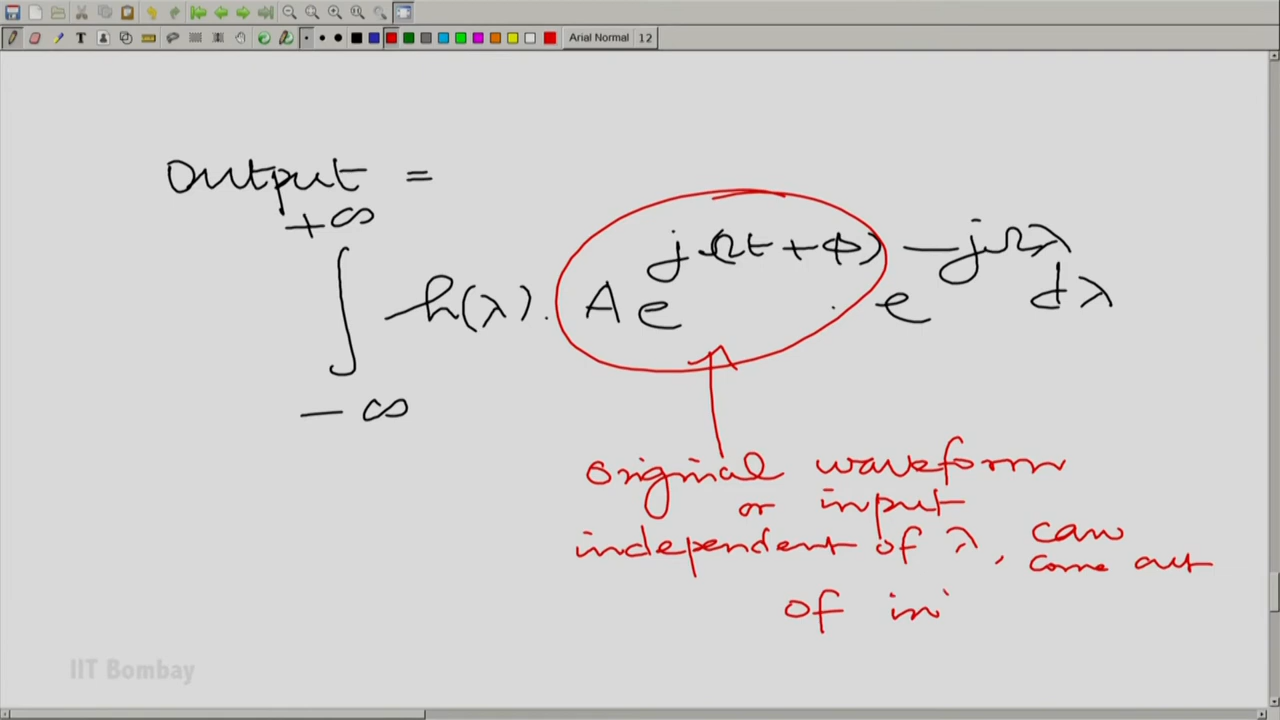 Arial Normal 12
Output =
+∞
∫ h(λ). A e^{j(Ωt+Φ)} . e^{-jΩλ} dλ
-∞
original waveform
or input
independent of λ, can
come out
of in
IIT Bombay